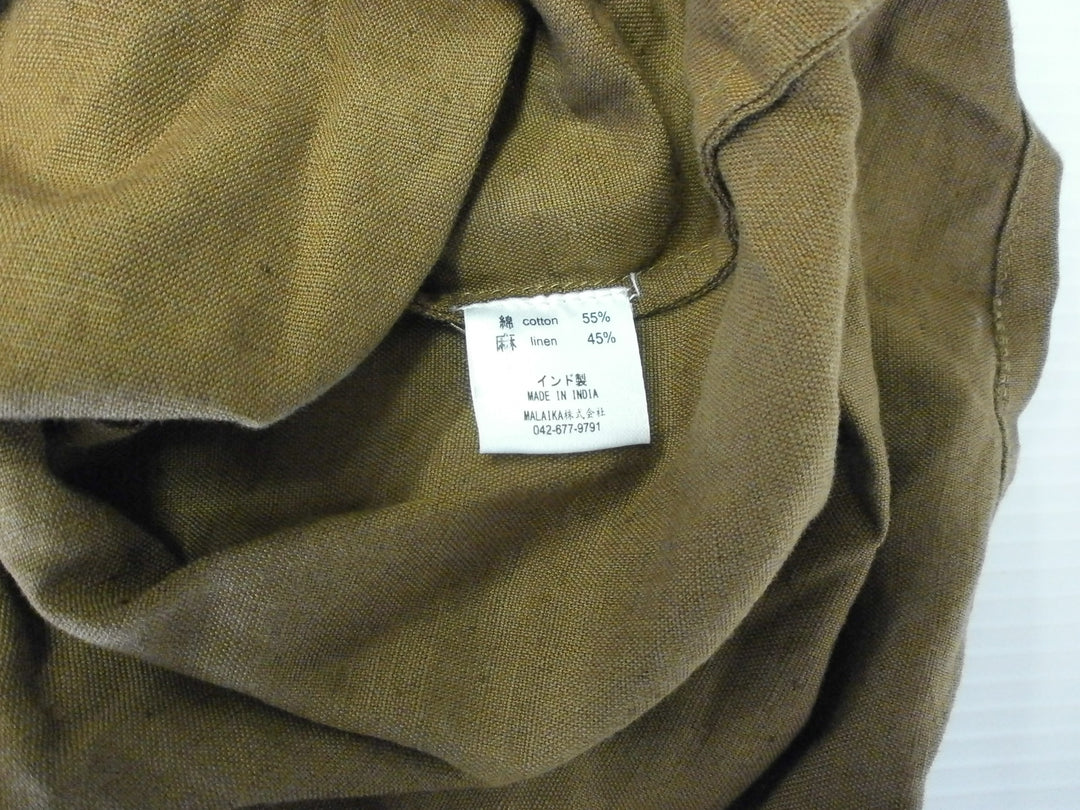 綿 cotton 55%
麻 linen 45%
インド製
MADE IN INDIA
MALAIKA株式会社
042-677-9791